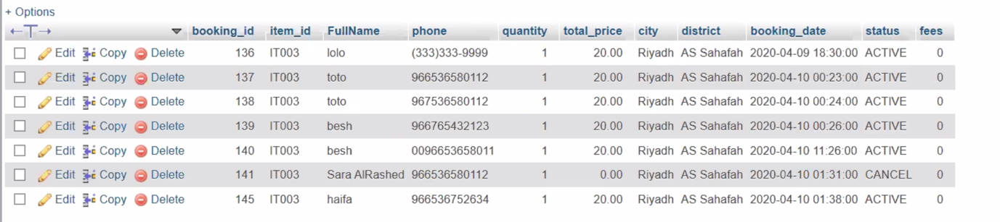 + Options
←T→ booking_id item_id FullName phone quantity total_price city district booking_date status fees
Edit Copy Delete 136 IT003 lolo (333)333-9999 1 20.00 Riyadh AS Sahafah 2020-04-09 18:30:00 ACTIVE 0
Edit Copy Delete 137 IT003 toto 966536580112 1 20.00 Riyadh AS Sahafah 2020-04-10 00:23:00 ACTIVE 0
Edit Copy Delete 138 IT003 toto 967536580112 1 20.00 Riyadh AS Sahafah 2020-04-10 00:24:00 ACTIVE 0
Edit Copy Delete 139 IT003 besh 966765432123 1 20.00 Riyadh AS Sahafah 2020-04-10 00:26:00 ACTIVE 0
Edit Copy Delete 140 IT003 besh 0096653658011 1 20.00 Riyadh AS Sahafah 2020-04-10 11:26:00 ACTIVE 0
Edit Copy Delete 141 IT003 Sara AlRashed 966536580112 1 0.00 Riyadh AS Sahafah 2020-04-10 01:31:00 CANCEL 0
Edit Copy Delete 145 IT003 haifa 966536752634 1 20.00 Riyadh AS Sahafah 2020-04-10 01:38:00 ACTIVE 0